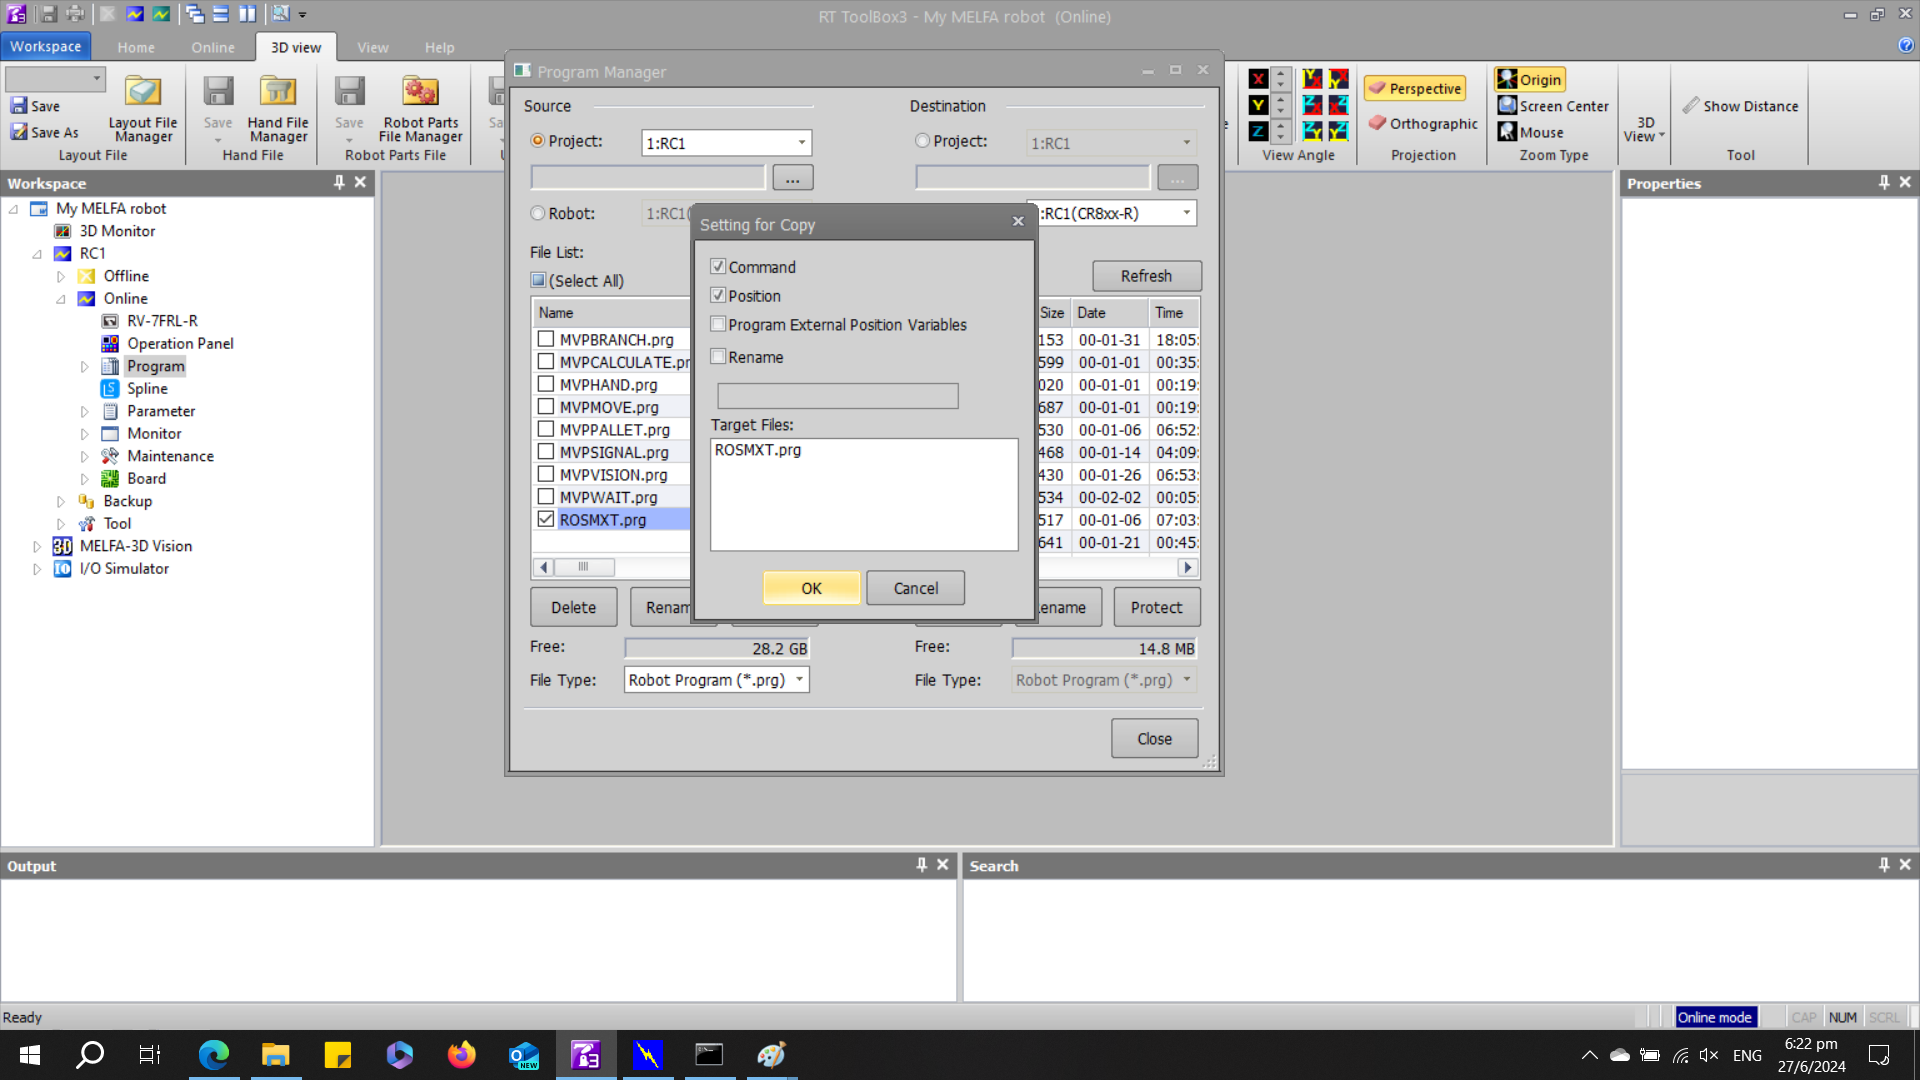 RT ToolBox3 - My MELFA robot (Online)
Workspace
Home
Online
3D view
View
Help
Save
Save As
Layout File
Manager
Layout File
Save
Hand File
Manager
Hand File
Save
Robot Parts
File Manager
Robot Parts File
X
Y
Z
View Angle
Perspective
Orthographic
Projection
Origin
Screen Center
Mouse
Zoom Type
3D
View
Show Distance
Tool
Workspace
My MELFA robot
3D Monitor
RC1
Offline
Online
RV-7FRL-R
Operation Panel
Program
Spline
Parameter
Monitor
Maintenance
Board
Backup
Tool
MELFA-3D Vision
I/O Simulator
Program Manager
Source
Destination
Project: 1:RC1
Project: 1:RC1
...
...
Robot: 1:RC1(
:RC1(CR8xx-R)
File List:
(Select All)
Refresh
Name
Size Date Time
MVPBRANCH.prg 153 00-01-31 18:05:
MVPCALCULATE.pr 599 00-01-01 00:35:
MVPHAND.prg 020 00-01-01 00:19:
MVPMOVE.prg 687 00-01-01 00:19:
MVPPALLET.prg 530 00-01-06 06:52:
MVPSIGNAL.prg 468 00-01-14 04:09:
MVPVISION.prg 430 00-01-26 06:53:
MVPWAIT.prg 534 00-02-02 00:05:
ROSMXT.prg 517 00-01-06 07:03:
641 00-01-21 00:45:
Delete
Renam
ename
Protect
Free: 28.2 GB
Free: 14.8 MB
File Type: Robot Program (*.prg)
File Type: Robot Program (*.prg)
Close
Setting for Copy
Command
Position
Program External Position Variables
Rename
Target Files:
ROSMXT.prg
OK
Cancel
Properties
Output
Search
Ready
Online mode
CAP
NUM
SCRL
ENG
6:22 pm
27/6/2024